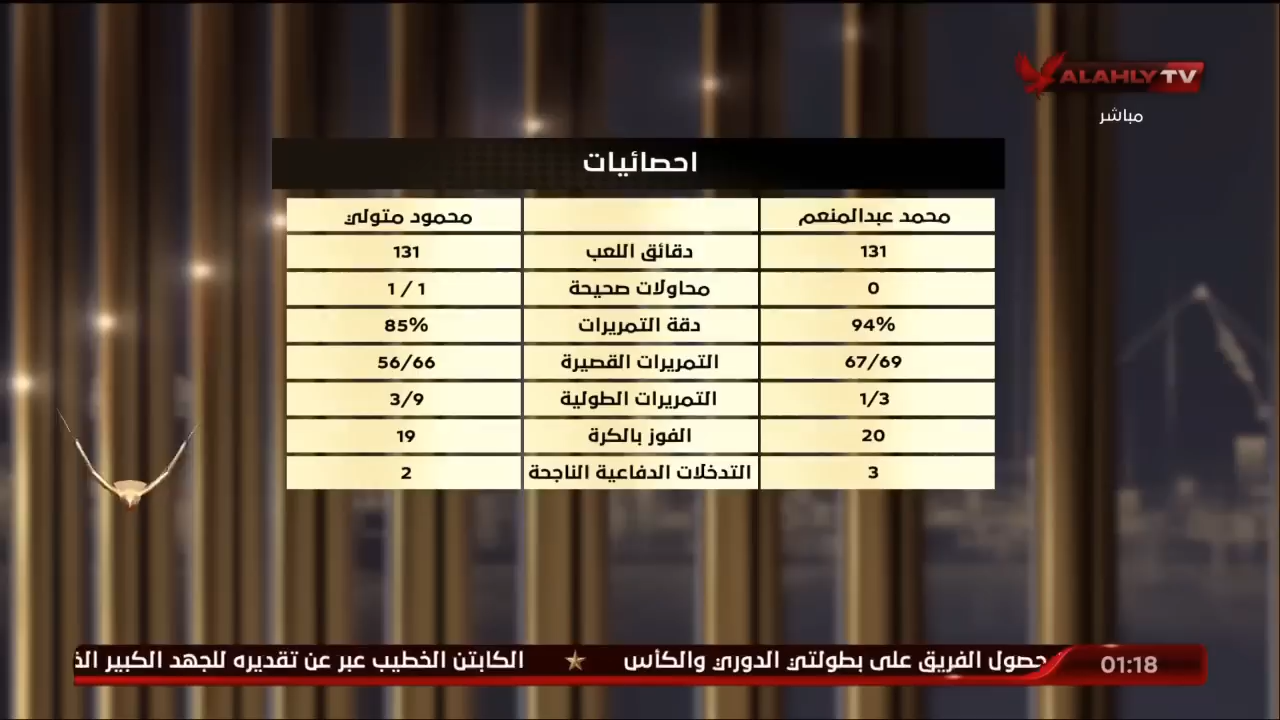 ALAHLY TV
مباشر
احصائيات
محمد عبدالمنعم محمود متولي
131 دقائق اللعب 131
0 محاولات صحيحة 1 / 1
94% دقة التمريرات 85%
67/69 التمريرات القصيرة 56/66
1/3 التمريرات الطولية 3/9
20 الفوز بالكرة 19
3 التدخلات الدفاعية الناجحة 2
01:18 حصول الفريق على بطولتي الدوري والكأس الكابتن الخطيب عبر عن تقديره للجهد الكبير